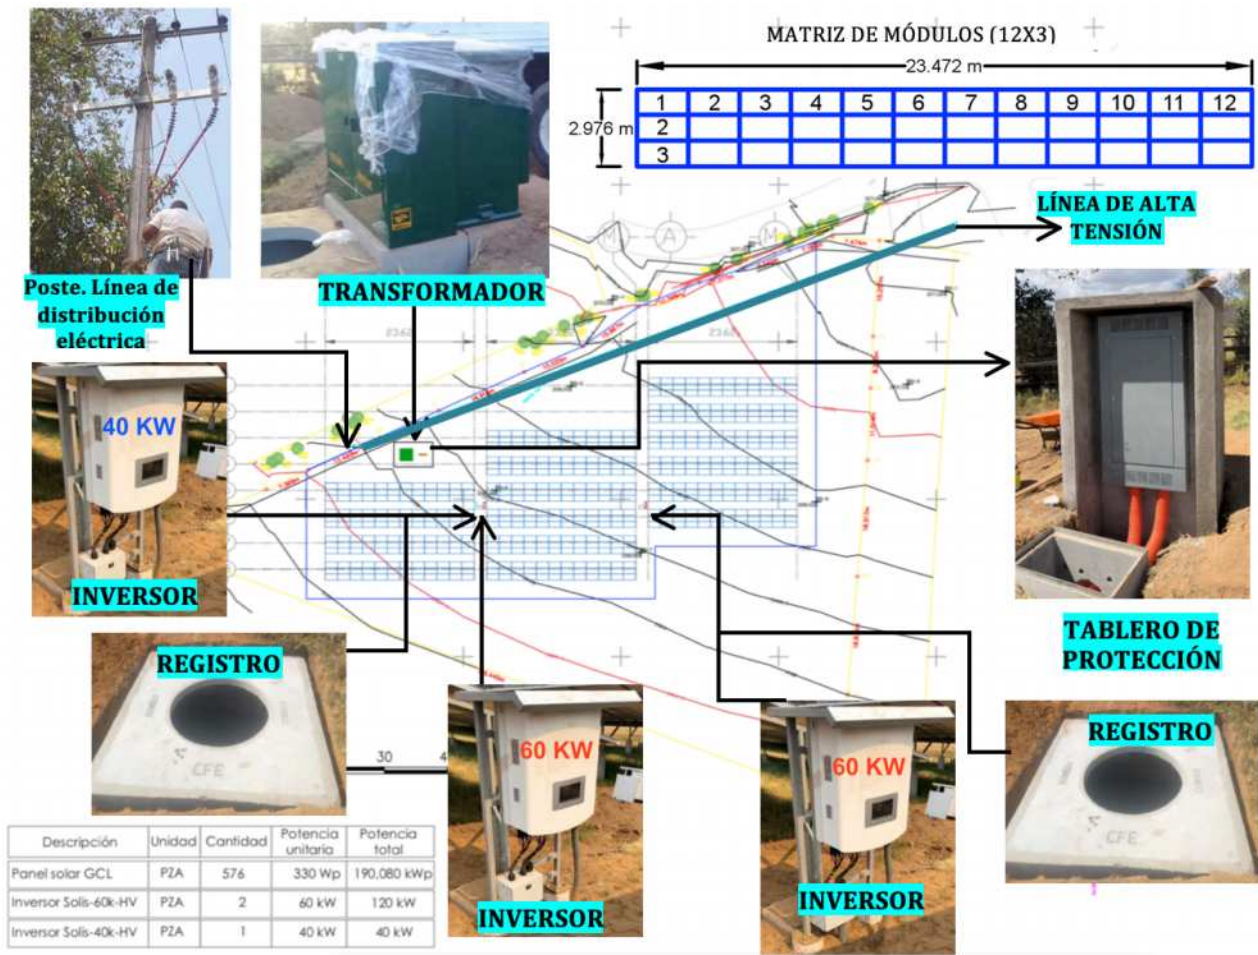 MATRIZ DE MÓDULOS (12X3)
23.472 m
1 2 3 4 5 6 7 8 9 10 11 12
2.976 m
2
3
LÍNEA DE ALTA
TENSIÓN
M A M
Poste. Línea de
distribución
eléctrica
TRANSFORMADOR
40 KW
INVERSOR
TABLERO DE
PROTECCIÓN
REGISTRO
CFE
30
60 KW
INVERSOR
60 KW
INVERSOR
REGISTRO
CFE
Descripción Unidad Cantidad Potencia unitaria Potencia total
Panel solar GCL PZA 576 330 Wp 190,080 kWp
Inversor Solis-60k-HV PZA 2 60 kW 120 kW
Inversor Solis-40k-HV PZA 1 40 kW 40 kW